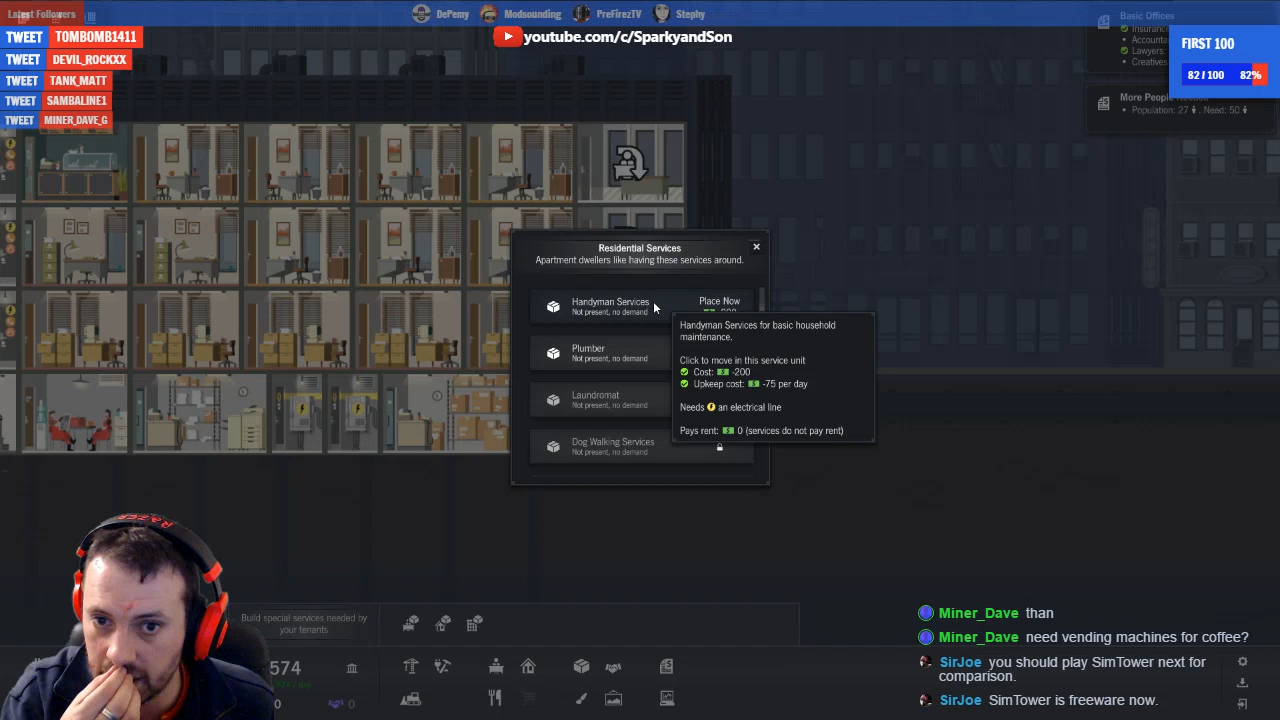 Latest Followers
DePemy
Modsounding
PreFirezTV
Stephy
TWEET TOMBOMB1411
TWEET DEVIL_ROCKXX
TWEET TANK_MATT
TWEET SAMBALINE1
TWEET MINER_DAVE_G
youtube.com/c/SparkyandSon
Basic Offices
Lawyers:
Creatives
FIRST 100
82 / 100 82%
More People
• Population: 27 . Need: 50
Residential Services
Apartment dwellers like having these services around.
Handyman Services
Not present, no demand
Place Now
Plumber
Not present, no demand
Laundromat
Not present, no demand
Dog Walking Services
Not present, no demand
Handyman Services for basic household
maintenance.
Click to move in this service unit
Cost: -200
Upkeep cost: -75 per day
Needs an electrical line
Pays rent: 0 (services do not pay rent)
RAZER
Build special services needed by
your tenants
574
0
0
Miner_Dave than
Miner_Dave need vending machines for coffee?
SirJoe you should play SimTower next for
comparison.
SirJoe SimTower is freeware now.